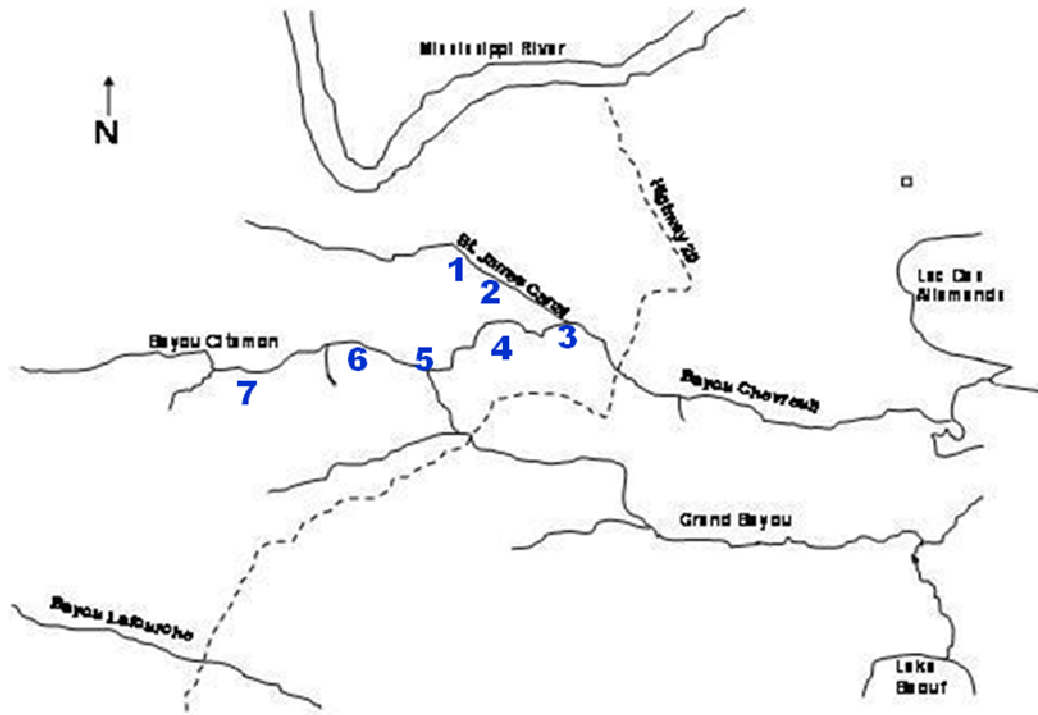 Mississippi River
N
Highway 20
St. James Canal
Lac Des
Allemands
1
2
3
Bayou Citamon
4
5
6
7
Bayou Chevreuil
Grand Bayou
Bayou Lafourche
Lake
Boeuf